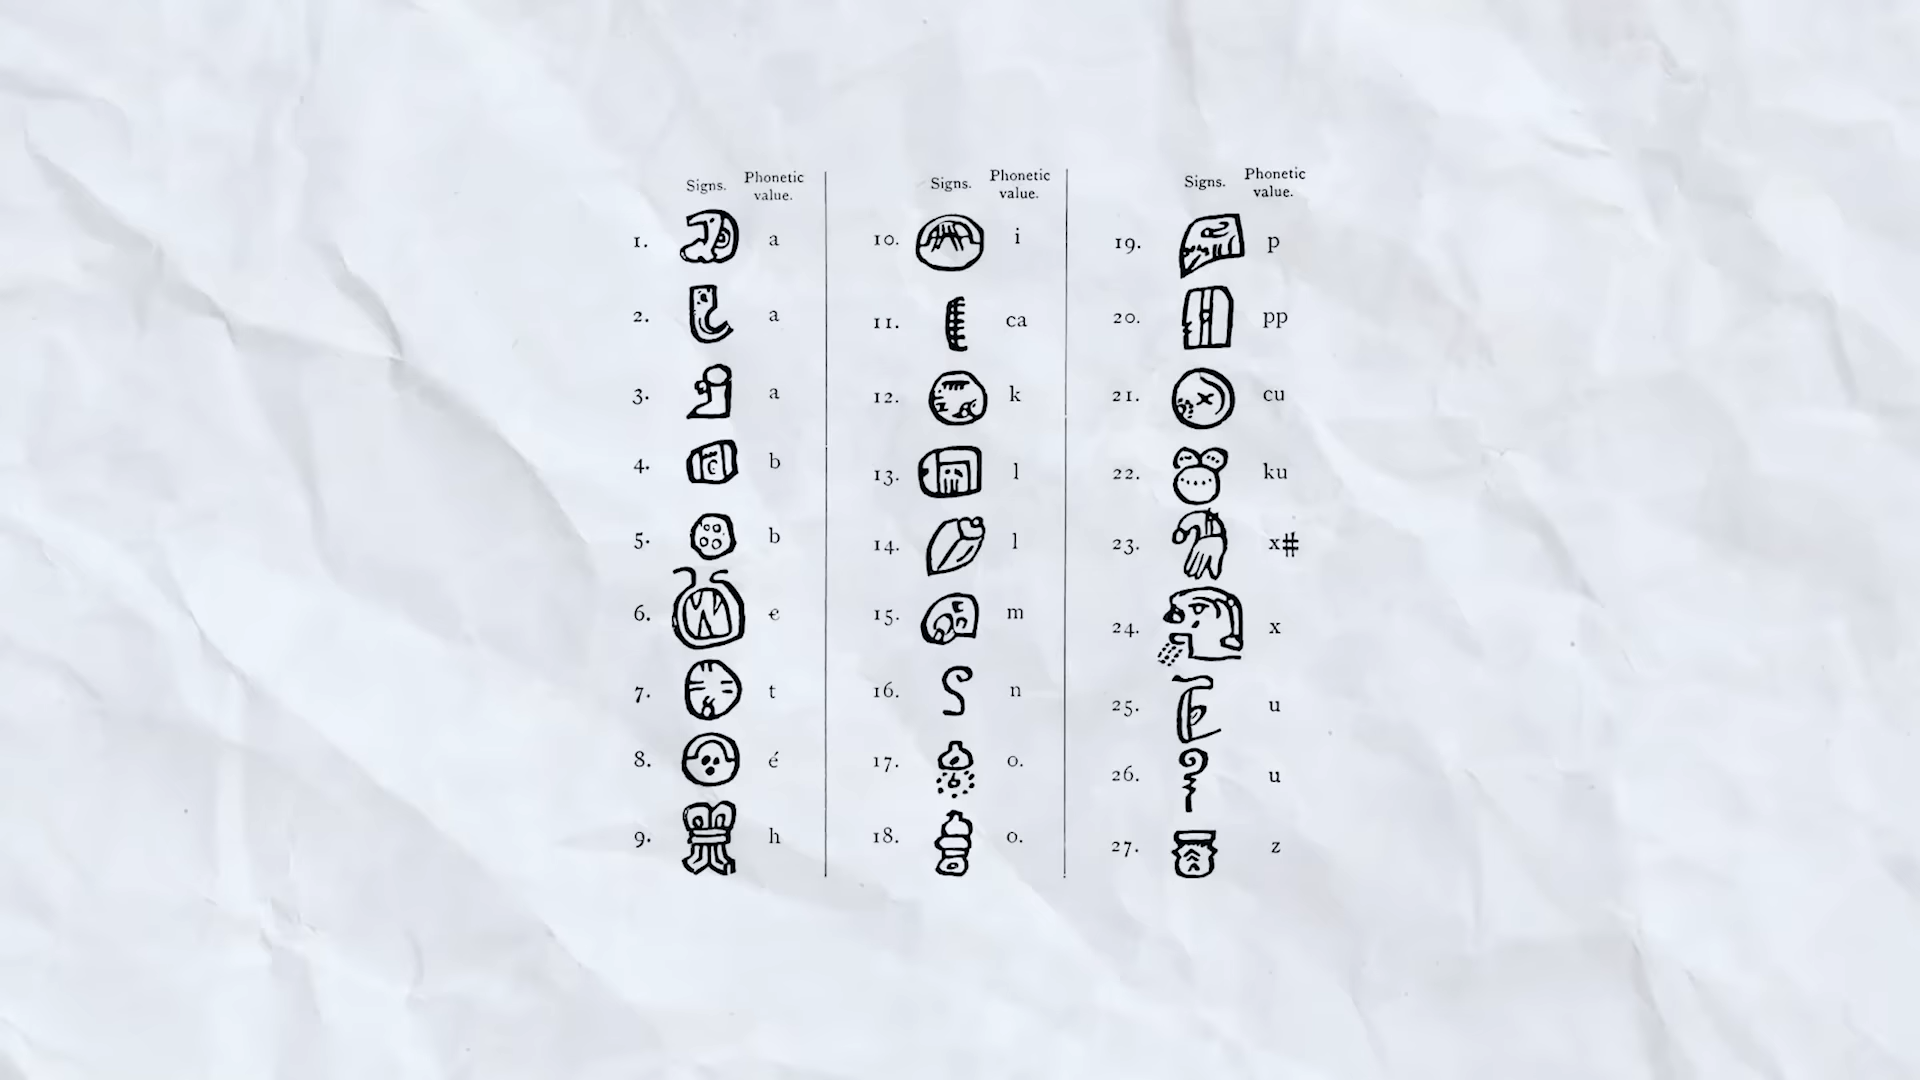 Signs. Phonetic value.
1. a
2. a
3. a
4. b
5. b
6. e
7. t
8. é
9. h
Signs. Phonetic value.
10. i
11. ca
12. k
13. l
14. l
15. m
16. n
17. o.
18. o.
Signs. Phonetic value.
19. p
20. pp
21. cu
22. ku
23. x#
24. x
25. u
26. u
27. z